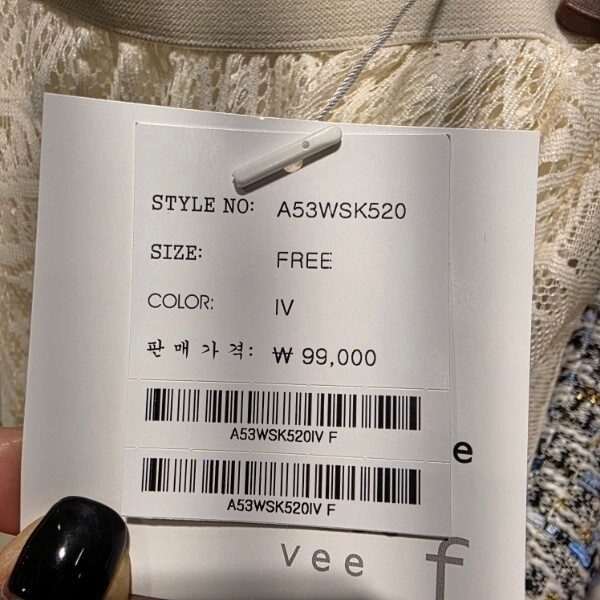 STYLE NO: A53WSK520
SIZE: FREE
COLOR: IV
판매가격: ₩ 99,000
A53WSK520IV F
e
A53WSK520IV F
vee f